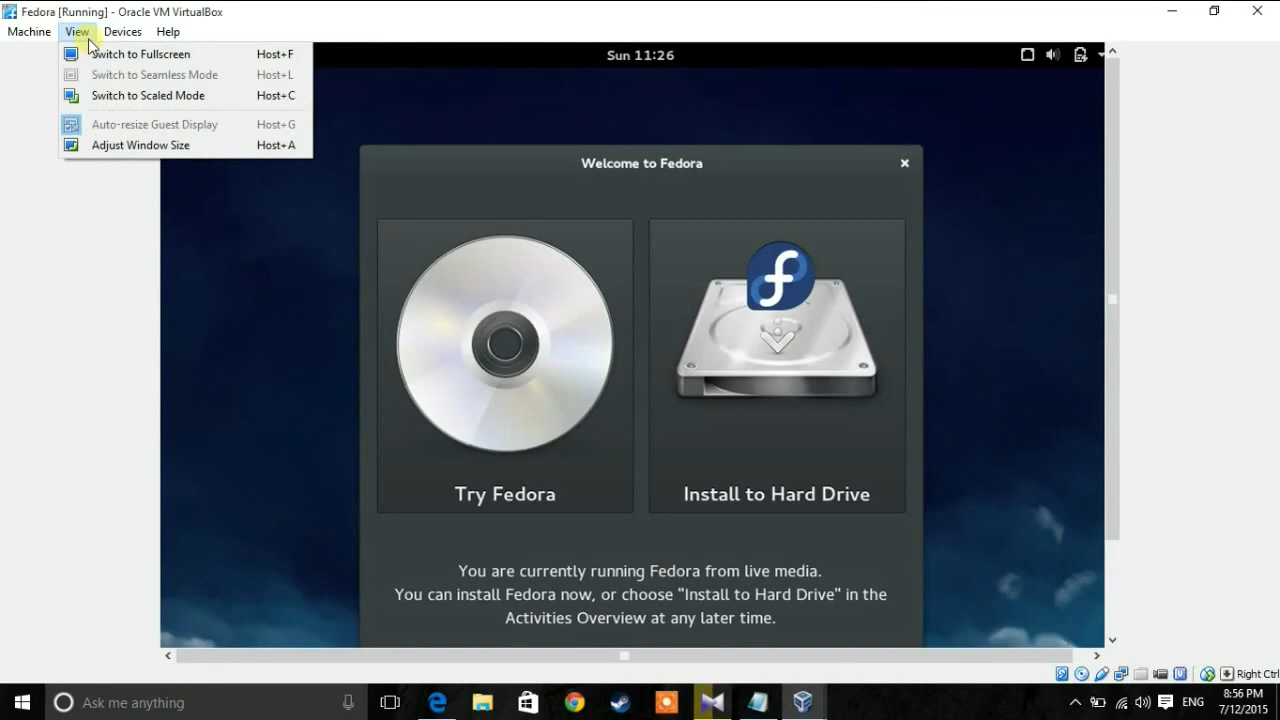 Fedora [Running] - Oracle VM VirtualBox
Machine View Devices Help
Switch to Fullscreen Host+F
Switch to Seamless Mode Host+L
Switch to Scaled Mode Host+C
Auto-resize Guest Display Host+G
Adjust Window Size Host+A
Sun 11:26
Welcome to Fedora
Try Fedora
Install to Hard Drive
You are currently running Fedora from live media.
You can install Fedora now, or choose "Install to Hard Drive" in the
Activities Overview at any later time.
Right Ctrl
Ask me anything
ENG
8:56 PM
7/12/2015